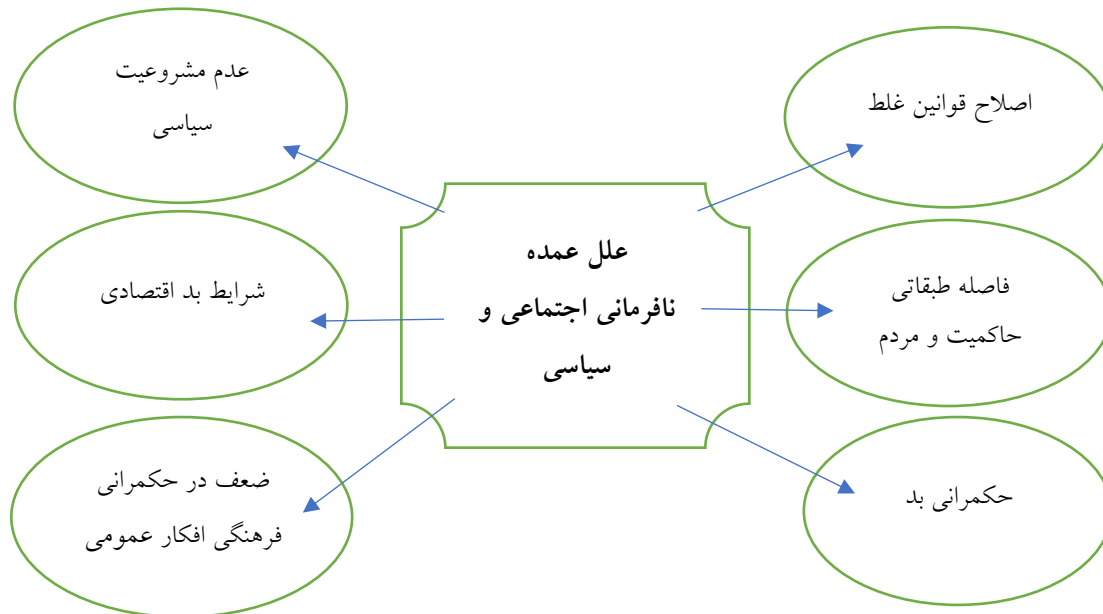 علل عمده
نافرمانی اجتماعی و
سیاسی
اصلاح قوانین غلط
فاصله طبقاتی
حاکمیت و مردم
حکمرانی بد
عدم مشروعیت
سیاسی
شرایط بد اقتصادی
ضعف در حکمرانی
فرهنگی افکار عمومی